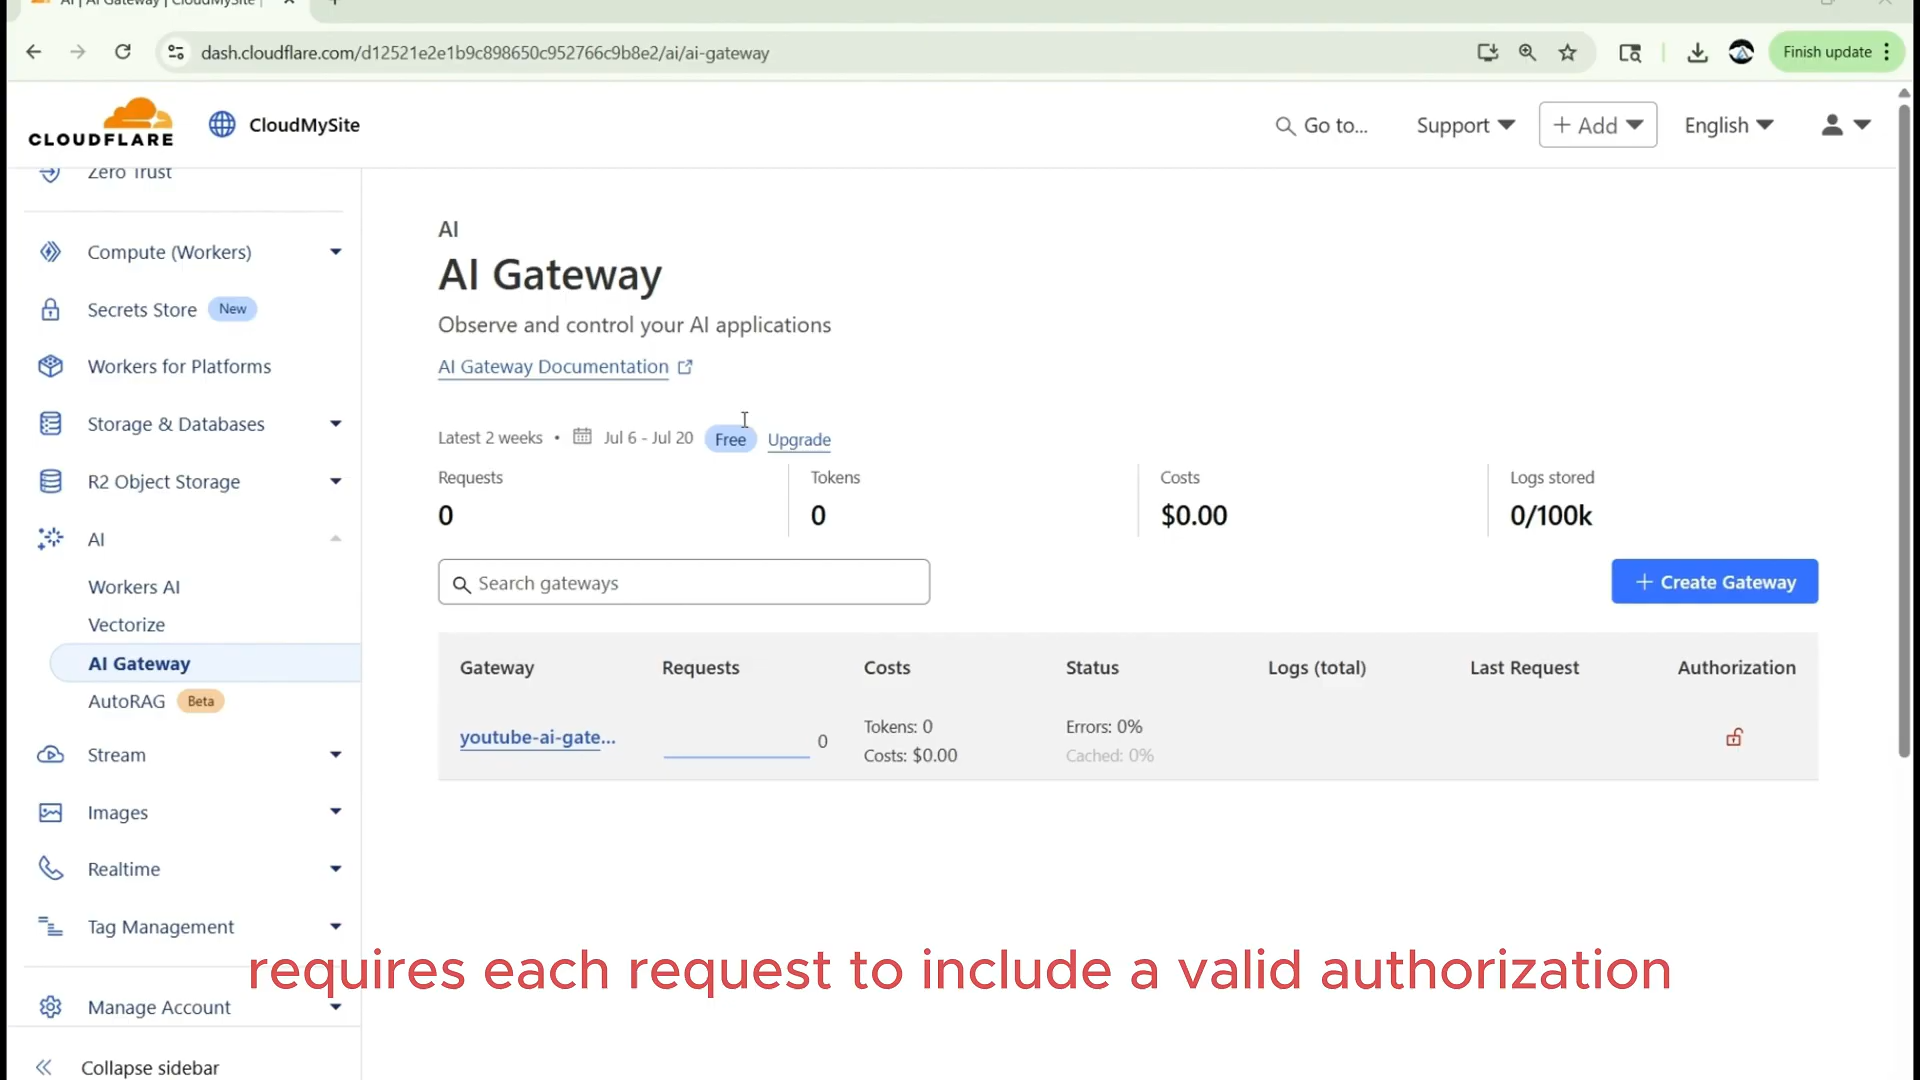 AI | AI Gateway | CloudMySite |
dash.cloudflare.com/d12521e2e1b9c898650c952766c9b8e2/ai/ai-gateway
Finish update
CLOUDFLARE
CloudMySite
Go to...
Support
+ Add
English
Zero Trust
Compute (Workers)
Secrets Store New
Workers for Platforms
Storage & Databases
R2 Object Storage
AI
Workers AI
Vectorize
AI Gateway
AutoRAG Beta
Stream
Images
Realtime
Tag Management
Manage Account
Collapse sidebar
AI
AI Gateway
Observe and control your AI applications
AI Gateway Documentation
Latest 2 weeks • Jul 6 - Jul 20 Free Upgrade
Requests Tokens Costs Logs stored
0 0 $0.00 0/100k
Search gateways
+ Create Gateway
Gateway Requests Costs Status Logs (total) Last Request Authorization
youtube-ai-gate... 0 Tokens: 0 Errors: 0%
Costs: $0.00 Cached: 0%
requires each request to include a valid authorization